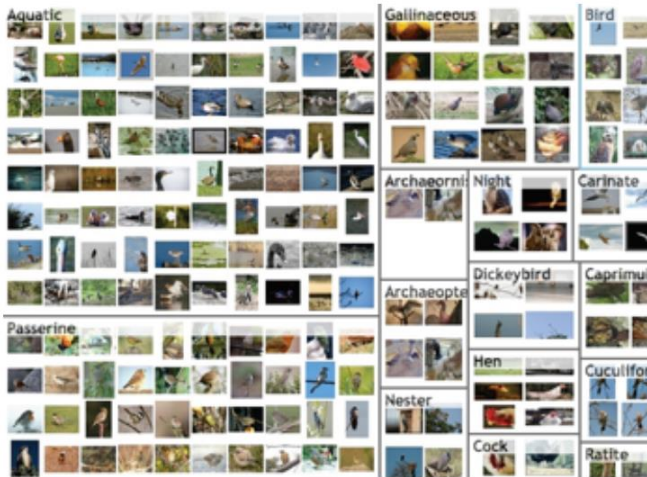 Aquatic
Gallinaceous
Bird
Archaeornis
Night
Carinate
Dickeybird
Caprimul
Archaeopte
Passerine
Hen
Cuculifor
Nester
Cock
Ratite